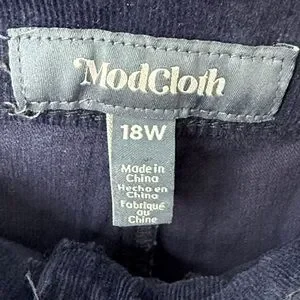 ModCloth
18W
Made in
China
Hecho en
China
Fabriqué
au
Chine